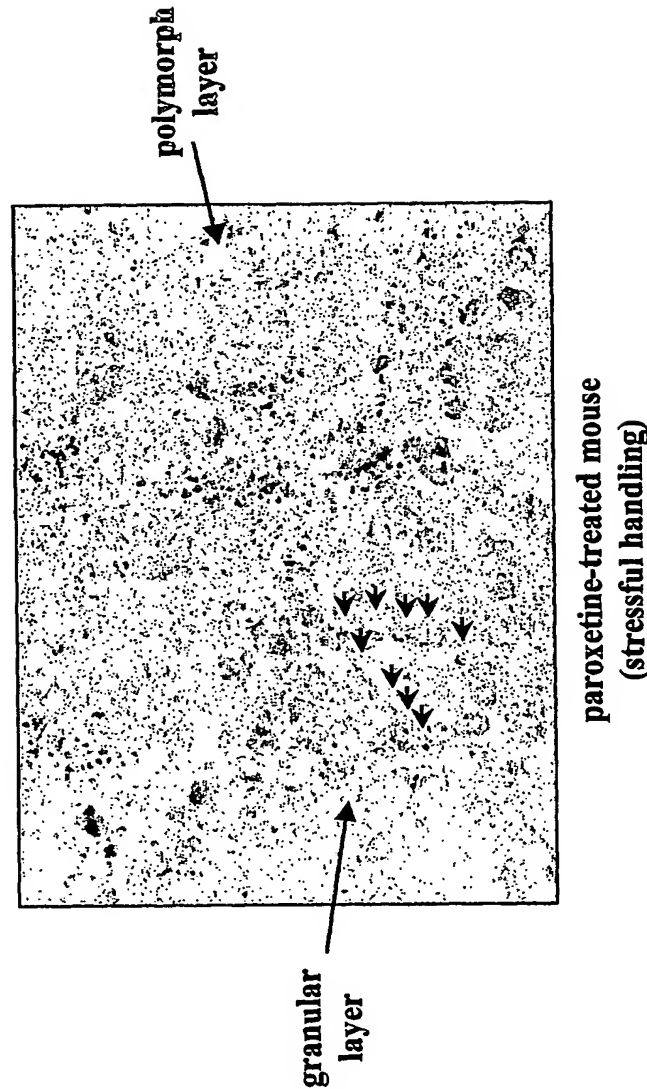 granular
layer
polymorph
layer
paroxetine-treated mouse
(stressful handling)